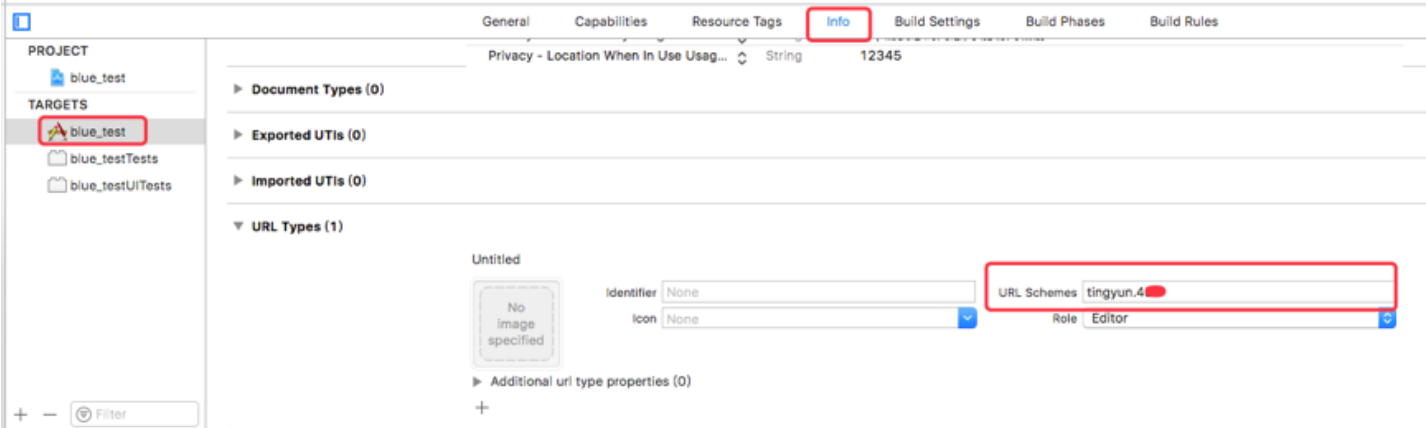 General Capabilities Resource Tags Info Build Settings Build Phases Build Rules
PROJECT
blue_test
TARGETS
blue_test
blue_testTests
blue_testUITests
Privacy - Location When In Use Usag... String 12345
Document Types (0)
Exported UTIs (0)
Imported UTIs (0)
URL Types (1)
Untitled
No
image
specified
Identifier None
URL Schemes tingyun.4
Icon None
Role Editor
Additional url type properties (0)
Filter